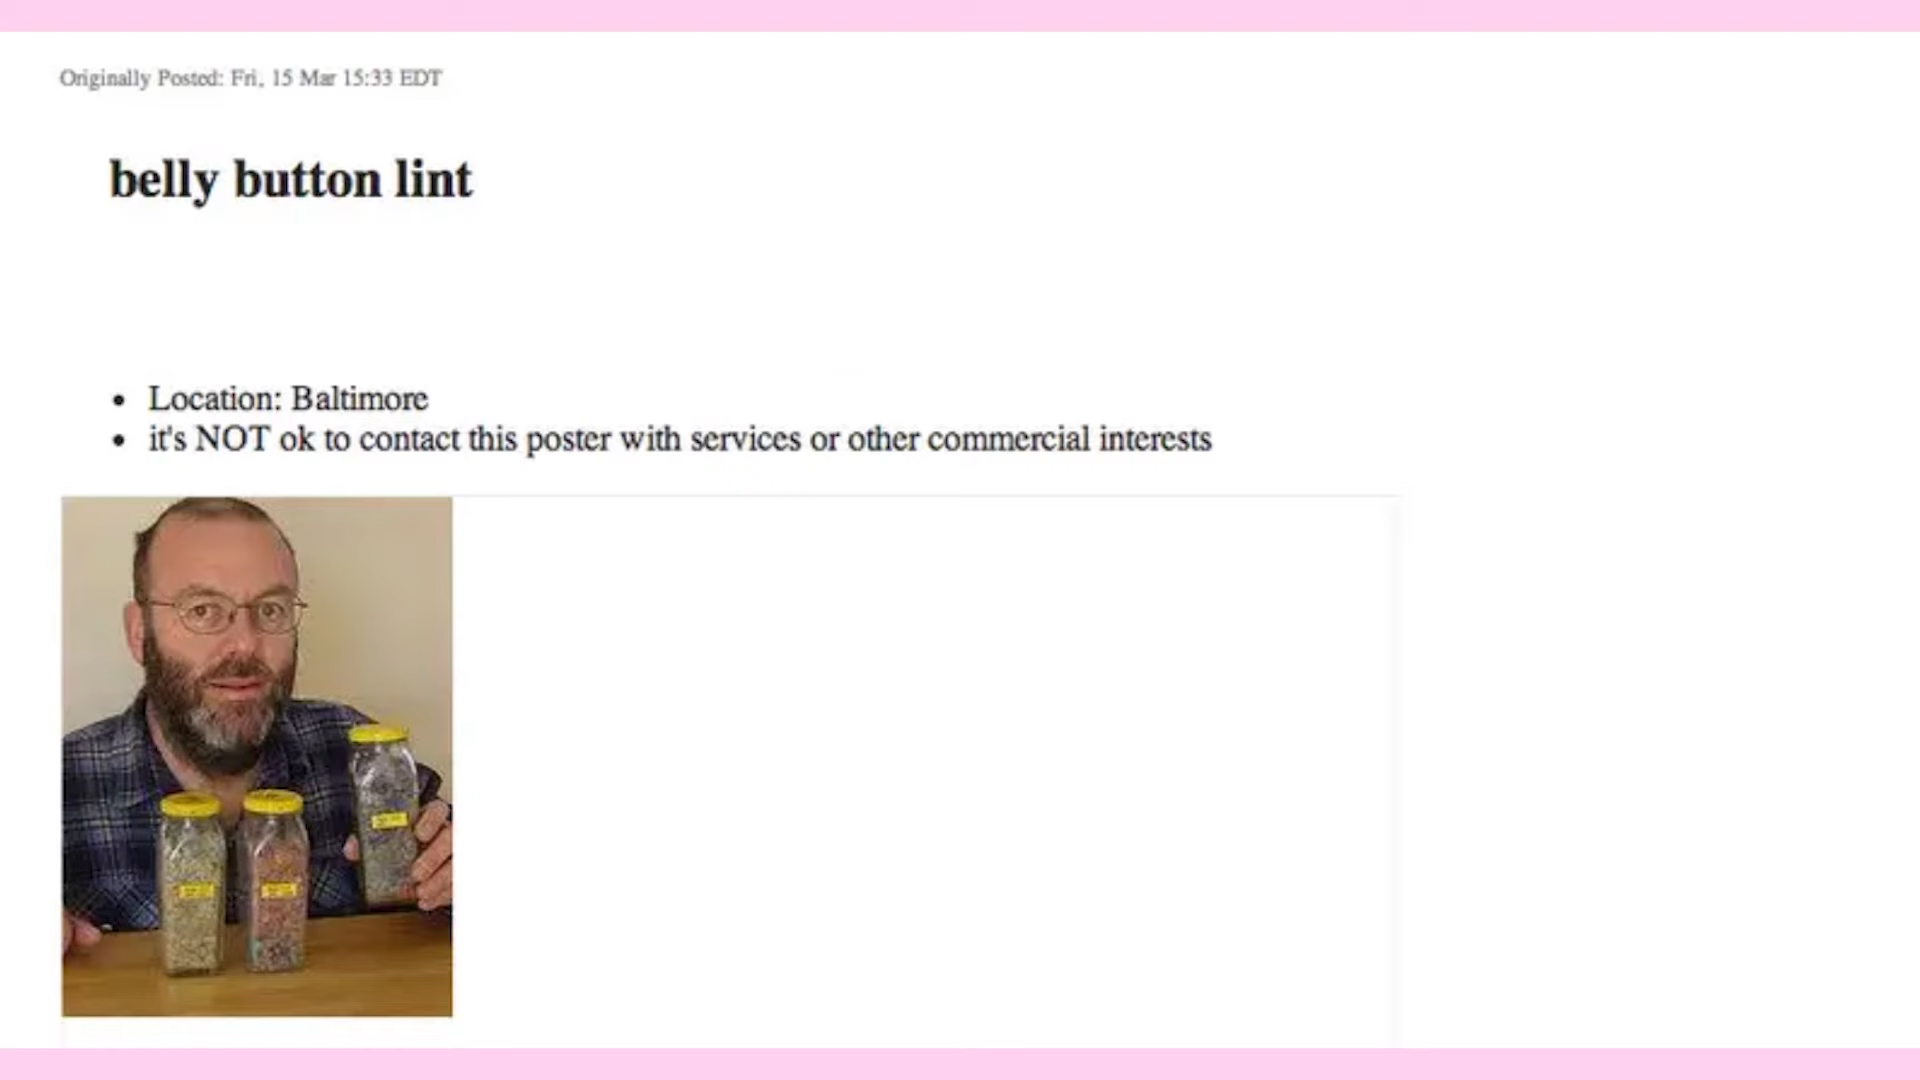 Originally Posted: Fri, 15 Mar 15:33 EDT
belly button lint
• Location: Baltimore
• it's NOT ok to contact this poster with services or other commercial interests